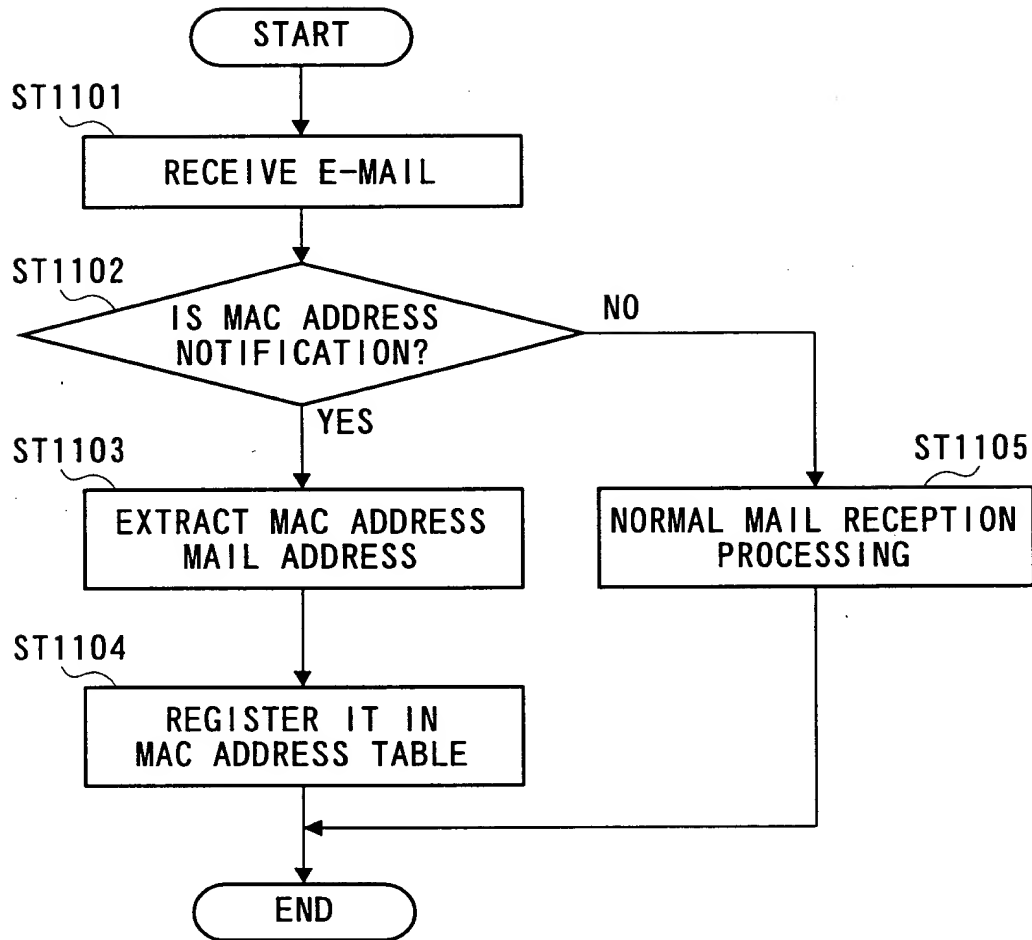 START
ST1101
RECEIVE E-MAIL
ST1102
IS MAC ADDRESS
NOTIFICATION?
NO
YES
ST1103
EXTRACT MAC ADDRESS
MAIL ADDRESS
ST1105
NORMAL MAIL RECEPTION
PROCESSING
ST1104
REGISTER IT IN
MAC ADDRESS TABLE
END